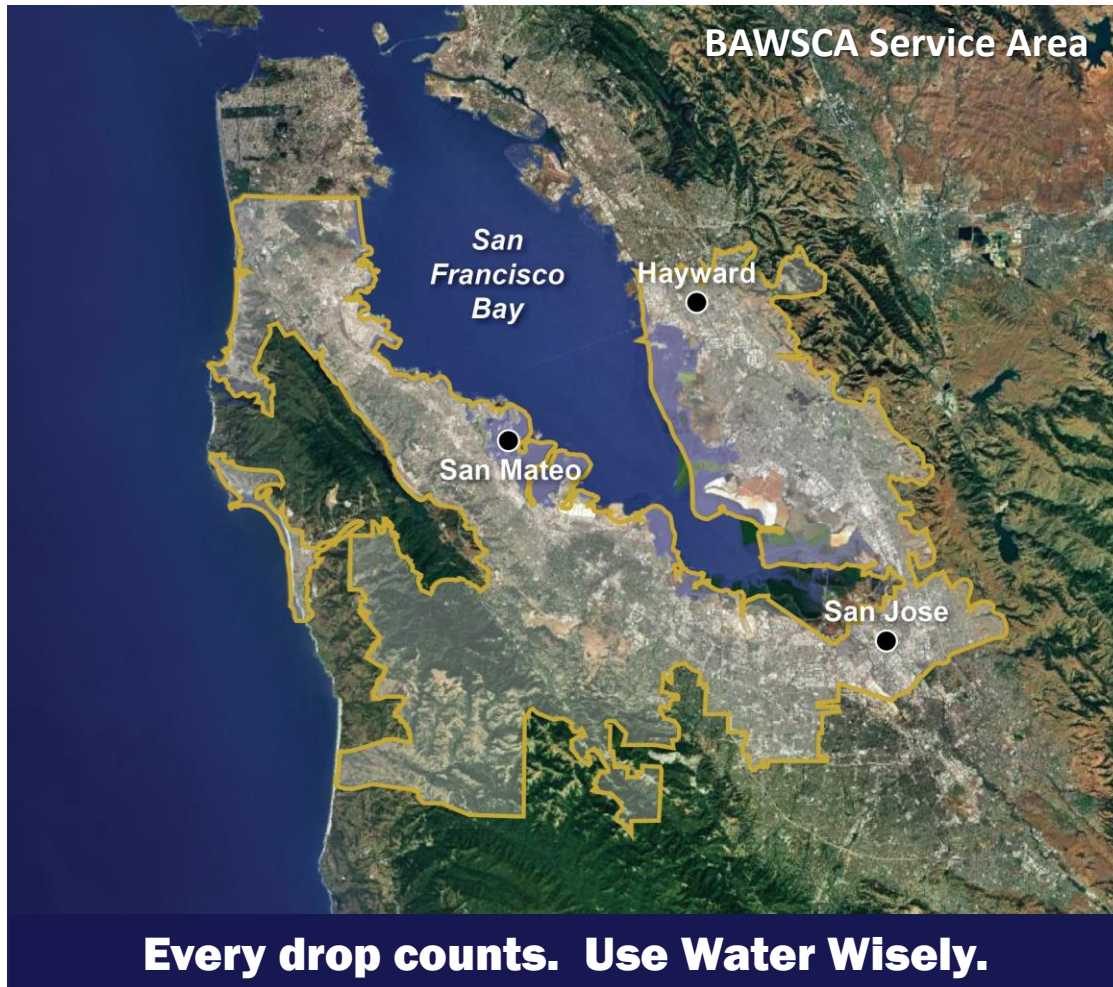 BAWSCA Service Area
San
Francisco
Bay
Hayward
San Mateo
San Jose
Every drop counts.  Use Water Wisely.